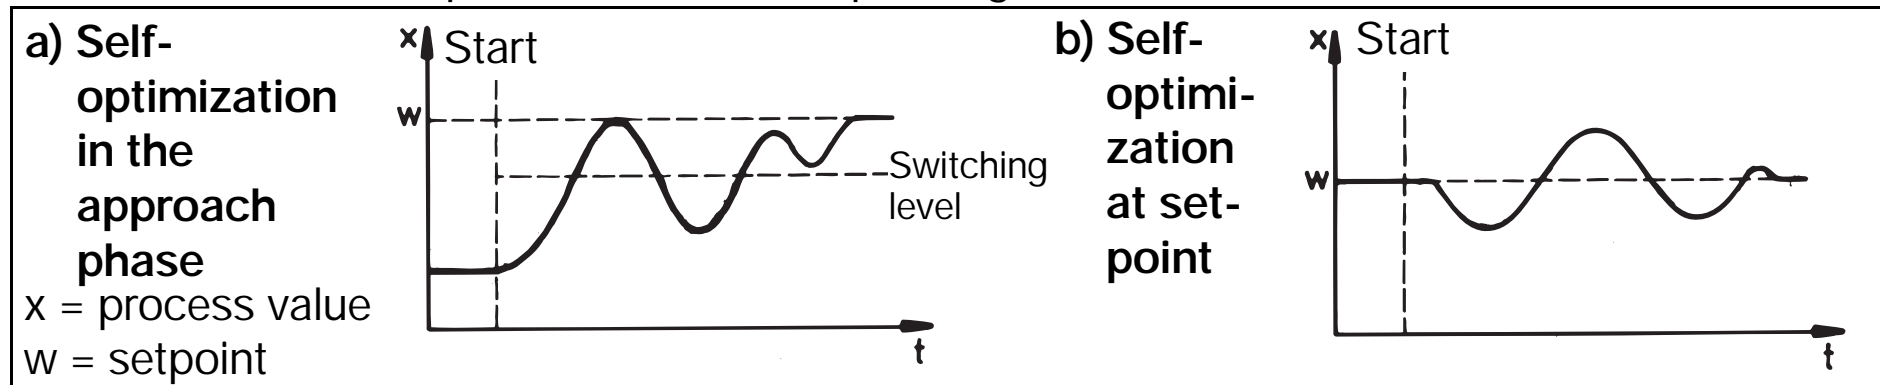 a) Self-
optimization
in the
approach
phase
x = process value
w = setpoint
x Start
w
Switching
level
t
b) Self-
optimi-
zation
at set-
point
x Start
w
t